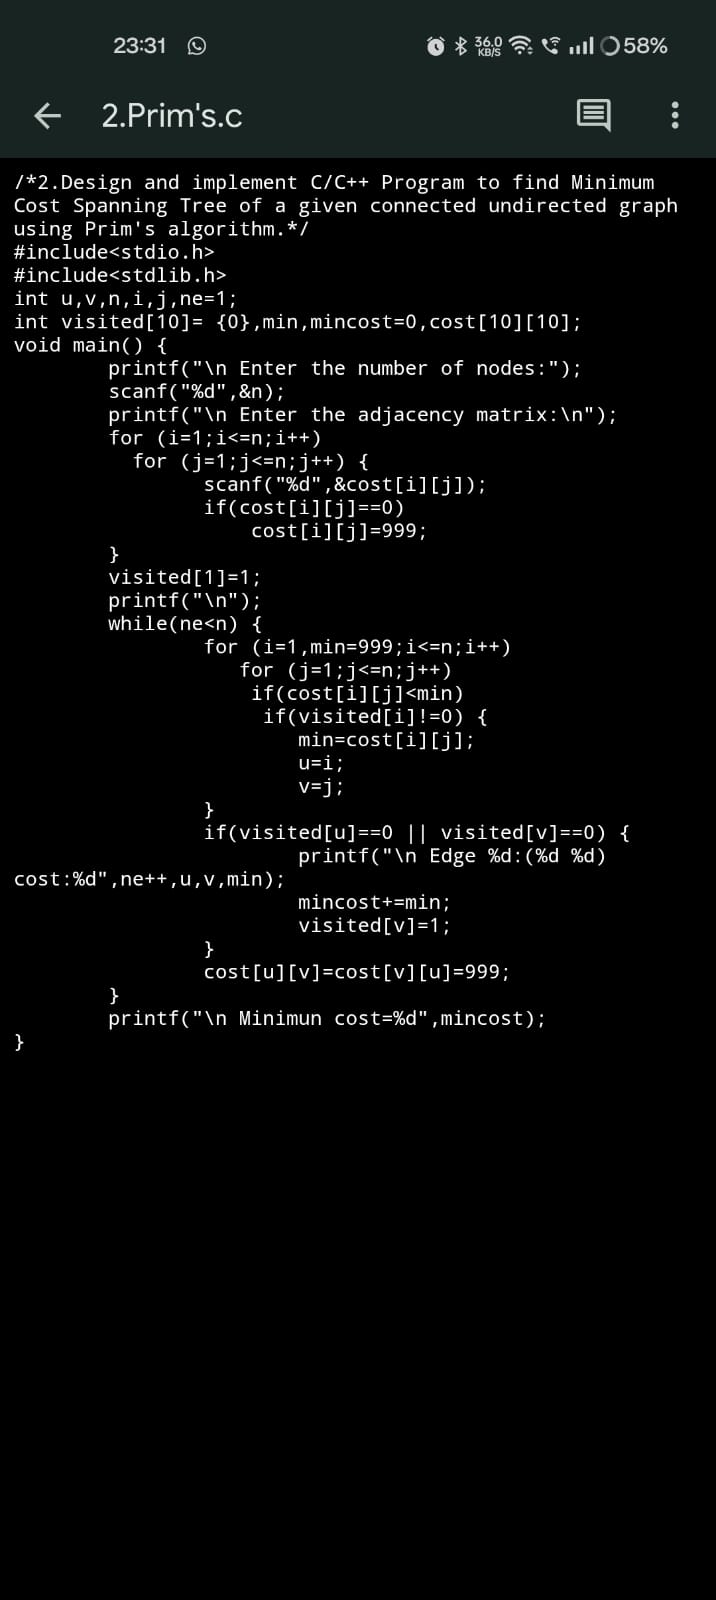 23:31
36.0
KB/S
58%
2.Prim's.c
/*2.Design and implement C/C++ Program to find Minimum
Cost Spanning Tree of a given connected undirected graph
using Prim's algorithm.*/
#include<stdio.h>
#include<stdlib.h>
int u,v,n,i,j,ne=1;
int visited[10]= {0},min,mincost=0,cost[10][10];
void main() {
        printf("\n Enter the number of nodes:");
        scanf("%d",&n);
        printf("\n Enter the adjacency matrix:\n");
        for (i=1;i<=n;i++)
          for (j=1;j<=n;j++) {
                scanf("%d",&cost[i][j]);
                if(cost[i][j]==0)
                    cost[i][j]=999;
        }
        visited[1]=1;
        printf("\n");
        while(ne<n) {
                for (i=1,min=999;i<=n;i++)
                   for (j=1;j<=n;j++)
                    if(cost[i][j]<min)
                     if(visited[i]!=0) {
                        min=cost[i][j];
                        u=i;
                        v=j;
                }
                if(visited[u]==0 || visited[v]==0) {
                        printf("\n Edge %d:(%d %d)
cost:%d",ne++,u,v,min);
                        mincost+=min;
                        visited[v]=1;
                }
                cost[u][v]=cost[v][u]=999;
        }
        printf("\n Minimun cost=%d",mincost);
}